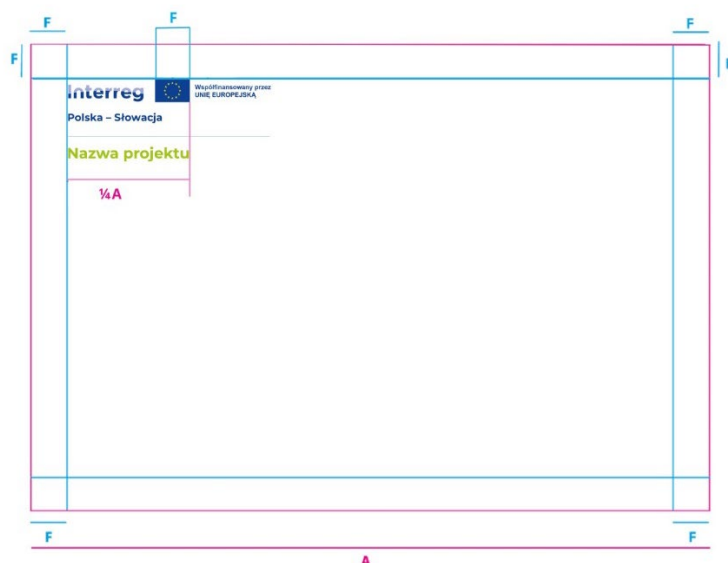 F
F
F
F
F
Interreg
Współfinansowany przez
UNIĘ EUROPEJSKĄ
Polska – Słowacja
Nazwa projektu
¼A
F
F
A